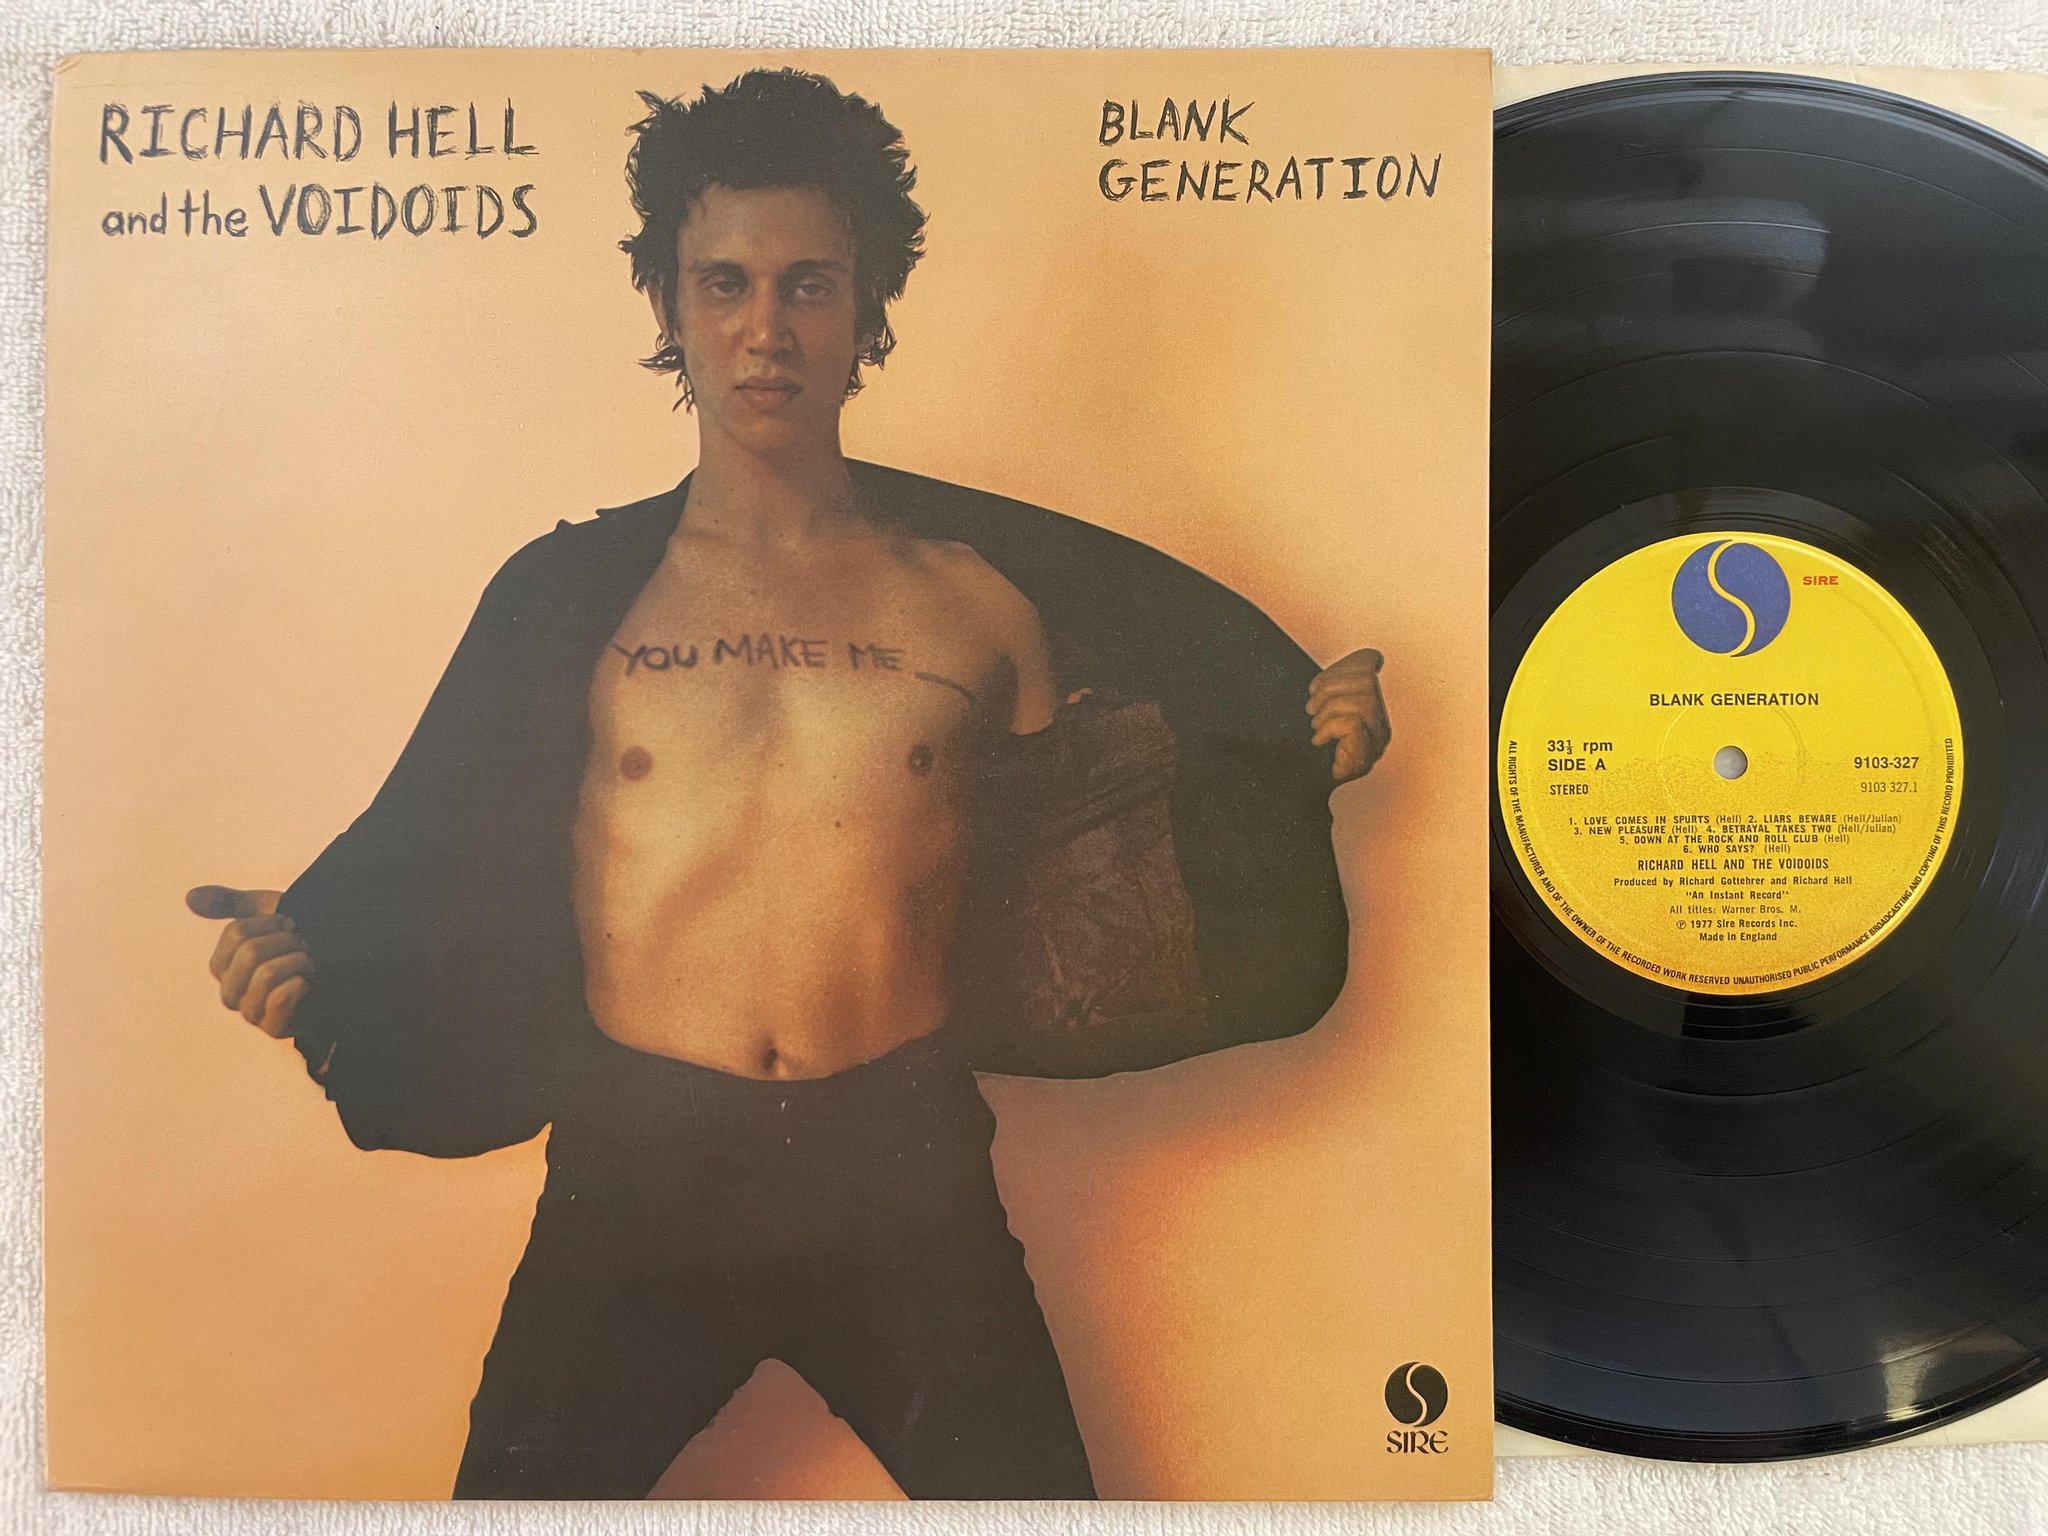 RICHARD HELL
and the VOIDOIDS
BLANK
GENERATION
YOU MAKE ME
SIRE
SIRE
BLANK GENERATION
33⅓ rpm
SIDE A
STEREO
9103-327
9103 327.1
1. LOVE COMES IN SPURTS (Hell) 2. LIARS BEWARE (Hell/Julian)
3. NEW PLEASURE (Hell) 4. BETRAYAL TAKES TWO (Hell/Julian)
5. DOWN AT THE ROCK AND ROLL CLUB (Hell)
6. WHO SAYS? (Hell)
RICHARD HELL AND THE VOIDOIDS
Produced by Richard Gottehrer and Richard Hell
"An Instant Record"
All titles: Warner Bros. M.
℗ 1977 Sire Records Inc.
Made in England
ALL RIGHTS OF THE MANUFACTURER AND OF THE OWNER OF THE RECORDED WORK RESERVED UNAUTHORISED PUBLIC PERFORMANCE BROADCASTING AND COPYING OF THIS RECORD PROHIBITED